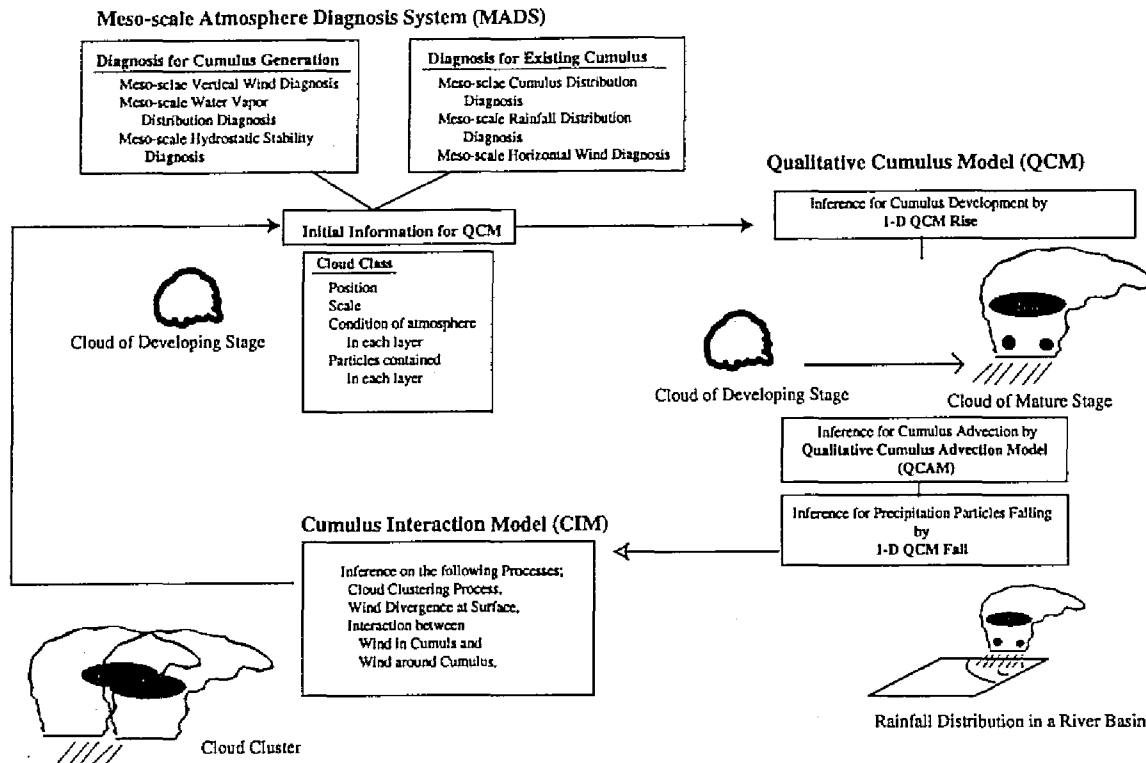 Meso-scale Atmosphere Diagnosis System (MADS)
Diagnosis for Cumulus Generation
Meso-sclae Vertical Wind Diagnosis
Meso-scale Water Vapor
Distribution Diagnosis
Meso-scale Hydrostatic Stability
Diagnosis
Diagnosis for Existing Cumulus
Meso-sclae Cumulus Distribution
Diagnosis
Meso-scale Rainfall Distribution
Diagnosis
Meso-scale Horizontal Wind Diagnosis
Initial Information for QCM
Cloud Class
Position
Scale
Condition of atmosphere
In each layer
Particles contained
In each layer
Cloud of Developing Stage
Qualitative Cumulus Model (QCM)
Inference for Cumulus Development by
1-D QCM Rise
Cloud of Developing Stage
Cloud of Mature Stage
Inference for Cumulus Advection by
Qualitative Cumulus Advection Model
(QCAM)
Inference for Precipitation Particles Falling
by
1-D QCM Fall
Rainfall Distribution in a River Basin
Cumulus Interaction Model (CIM)
Inference on the following Processes;
Cloud Clustering Process,
Wind Divergence at Surface,
Interaction between
Wind in Cumuls and
Wind around Cumulus,
Cloud Cluster